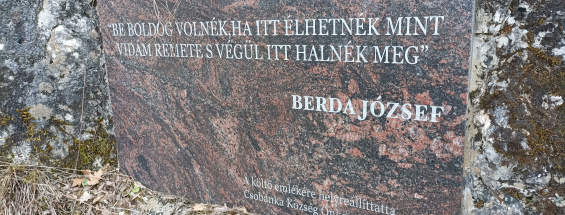 "BE BOLDOG VOLNÉK, HA ITT ÉLHETNÉK MINT
VIDÁM REMETE S VÉGÜL ITT HALNÉK MEG"
BERDA JÓZSEF
A költő emlékére helyreállíttatta
Csobánka Község